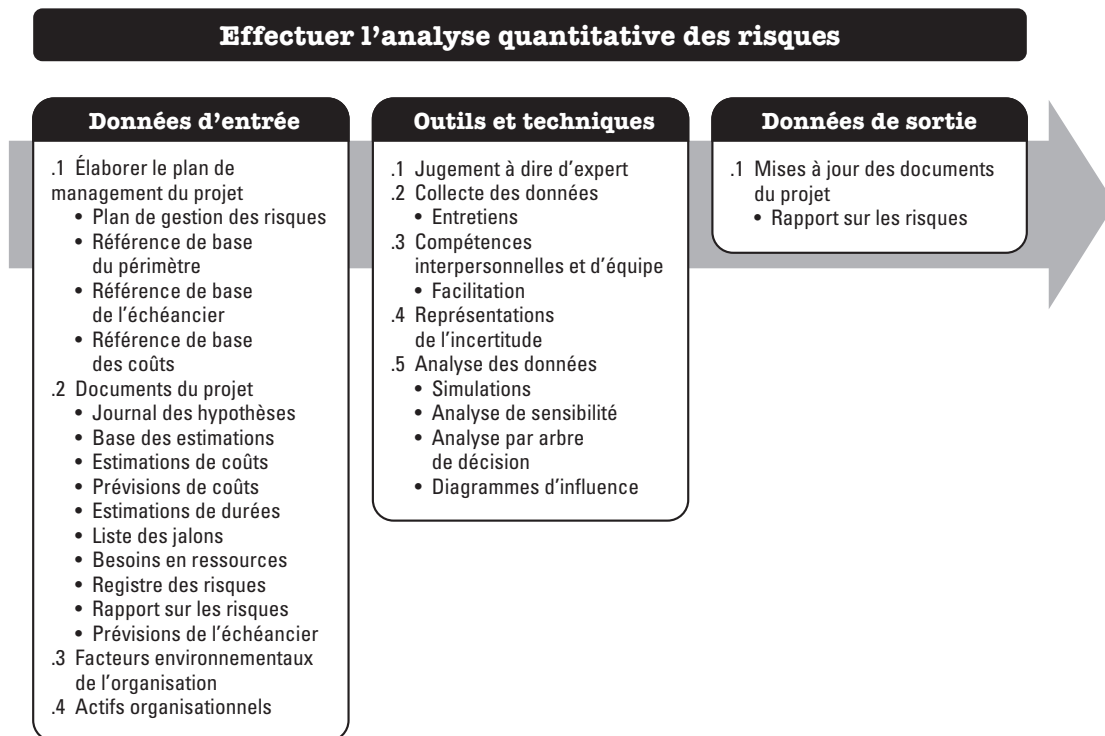 Effectuer l’analyse quantitative des risques
Données d’entrée
.1 Élaborer le plan de
management du projet
• Plan de gestion des risques
• Référence de base
du périmètre
• Référence de base
de l’échéancier
• Référence de base
des coûts
.2 Documents du projet
• Journal des hypothèses
• Base des estimations
• Estimations de coûts
• Prévisions de coûts
• Estimations de durées
• Liste des jalons
• Besoins en ressources
• Registre des risques
• Rapport sur les risques
• Prévisions de l’échéancier
.3 Facteurs environnementaux
de l’organisation
.4 Actifs organisationnels
Outils et techniques
.1 Jugement à dire d’expert
.2 Collecte des données
• Entretiens
.3 Compétences
interpersonnelles et d’équipe
• Facilitation
.4 Représentations
de l’incertitude
.5 Analyse des données
• Simulations
• Analyse de sensibilité
• Analyse par arbre
de décision
• Diagrammes d’influence
Données de sortie
.1 Mises à jour des documents
du projet
• Rapport sur les risques